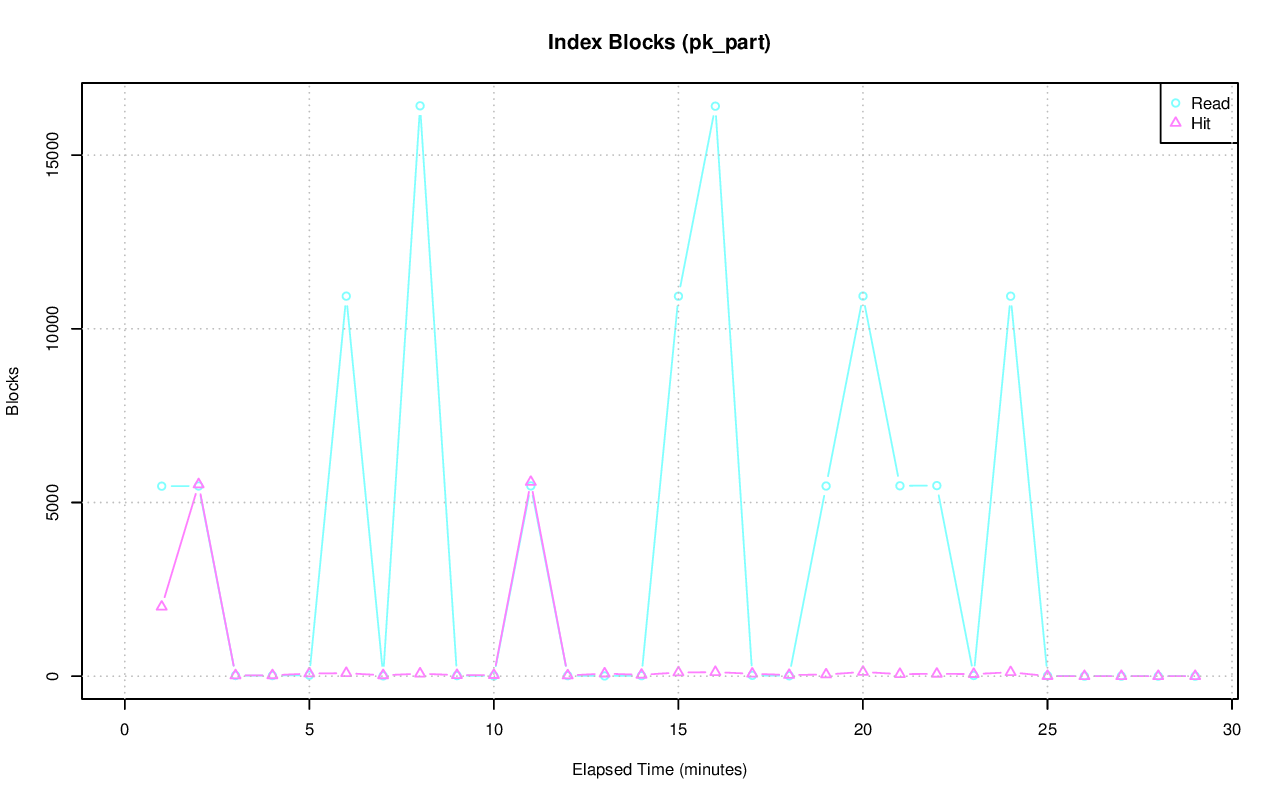 Index Blocks (pk_part)
Read
Hit
Blocks
15000
10000
5000
0
0 5 10 15 20 25 30
Elapsed Time (minutes)